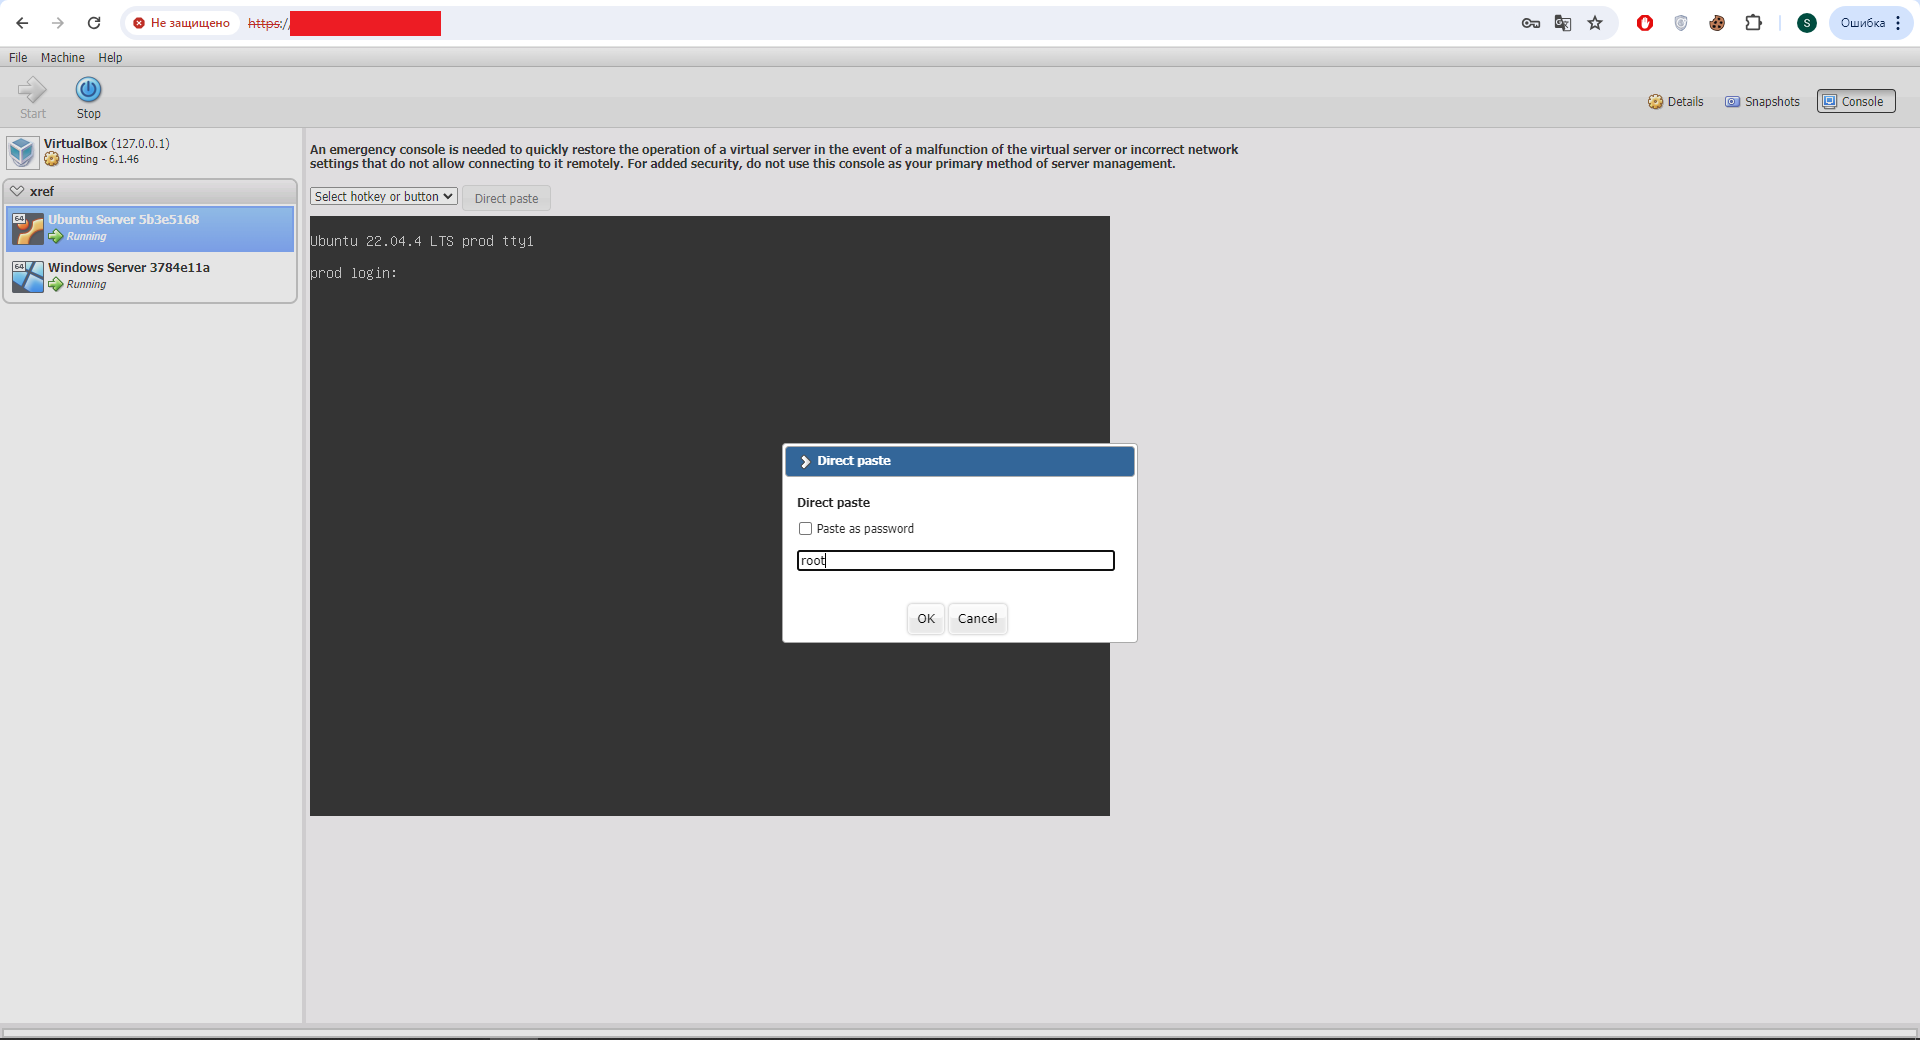 Не защищено https:/
S Ошибка
File Machine Help
Start Stop Details Snapshots Console
VirtualBox (127.0.0.1)
Hosting - 6.1.46
xref
64 Ubuntu Server 5b3e5168
Running
64 Windows Server 3784e11a
Running
An emergency console is needed to quickly restore the operation of a virtual server in the event of a malfunction of the virtual server or incorrect network
settings that do not allow connecting to it remotely. For added security, do not use this console as your primary method of server management.
Select hotkey or button Direct paste
Ubuntu 22.04.4 LTS prod tty1
prod login:
Direct paste
Direct paste
Paste as password
root
OK Cancel